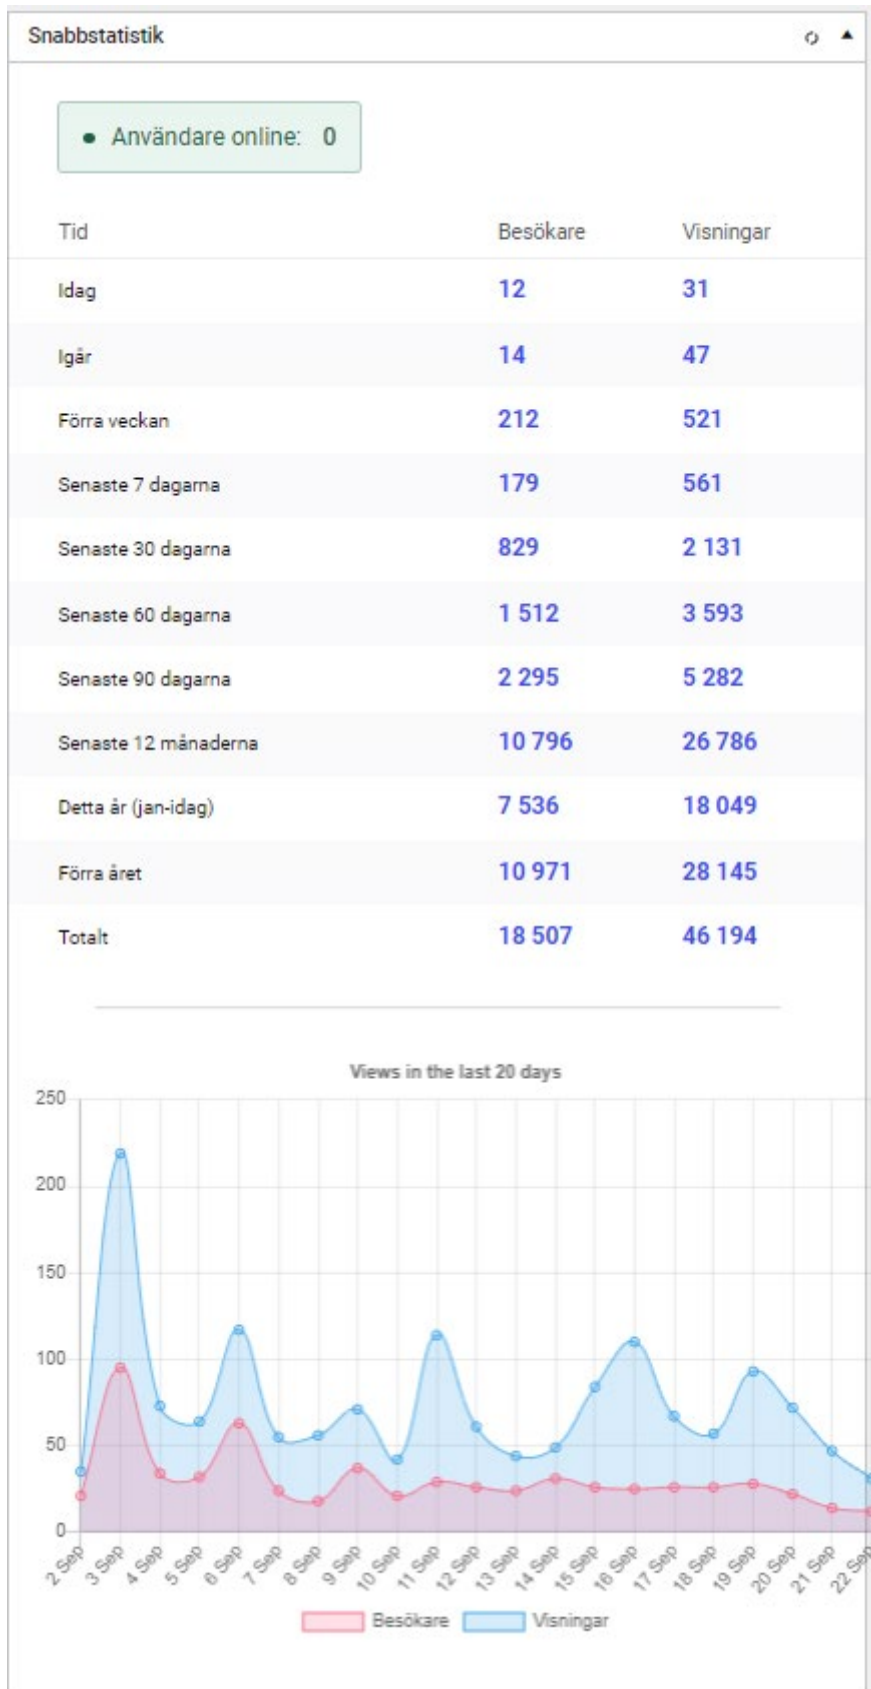 Snabbstatistik
Användare online: 0
Tid Besökare Visningar
Idag 12 31
Igår 14 47
Förra veckan 212 521
Senaste 7 dagarna 179 561
Senaste 30 dagarna 829 2 131
Senaste 60 dagarna 1 512 3 593
Senaste 90 dagarna 2 295 5 282
Senaste 12 månaderna 10 796 26 786
Detta år (jan-idag) 7 536 18 049
Förra året 10 971 28 145
Totalt 18 507 46 194
Views in the last 20 days
250
200
150
100
50
0
2 Sep 3 Sep 4 Sep 5 Sep 6 Sep 7 Sep 8 Sep 9 Sep 10 Sep 11 Sep 12 Sep 13 Sep 14 Sep 15 Sep 16 Sep 17 Sep 18 Sep 19 Sep 20 Sep 21 Sep 22 Sep
Besökare Visningar